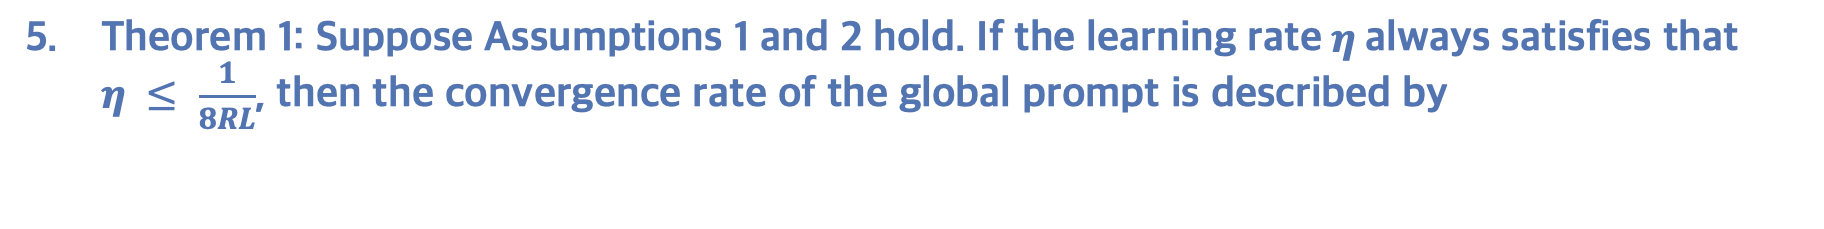 5. Theorem 1: Suppose Assumptions 1 and 2 hold. If the learning rate η always satisfies that
η ≤ 1/8RL, then the convergence rate of the global prompt is described by